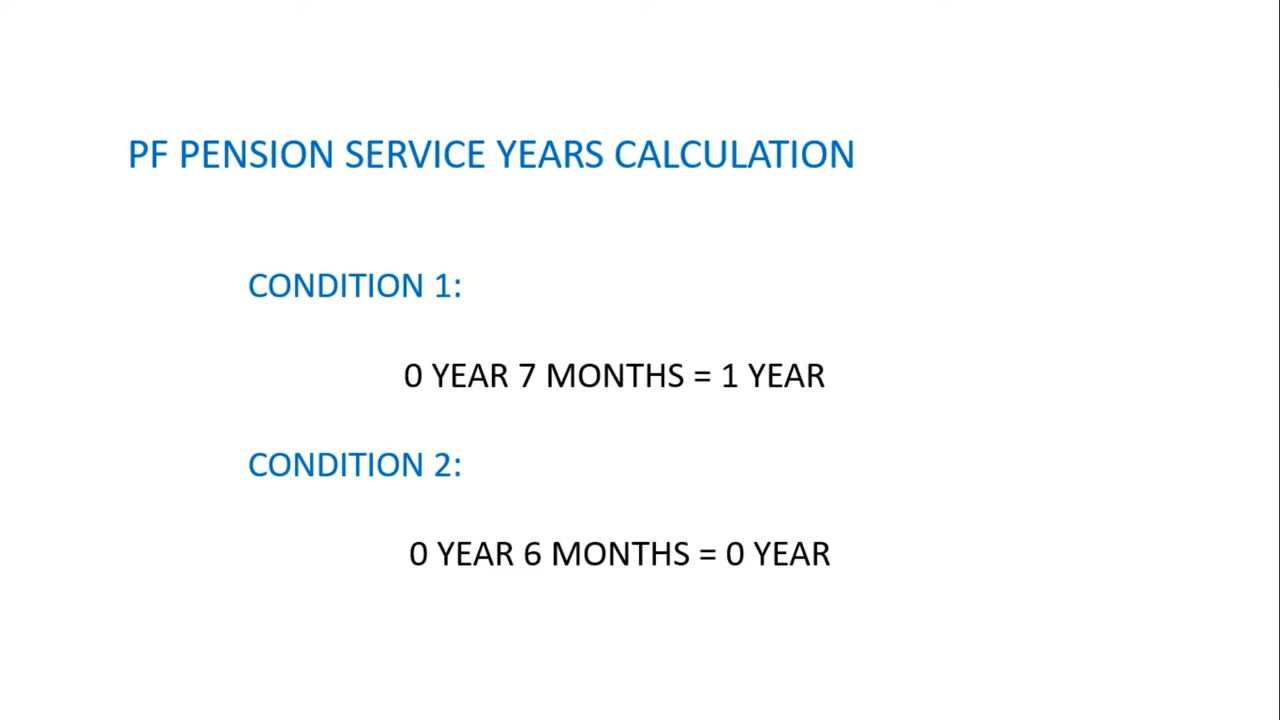 PF PENSION SERVICE YEARS CALCULATION
CONDITION 1:
0 YEAR 7 MONTHS = 1 YEAR
CONDITION 2:
0 YEAR 6 MONTHS = 0 YEAR